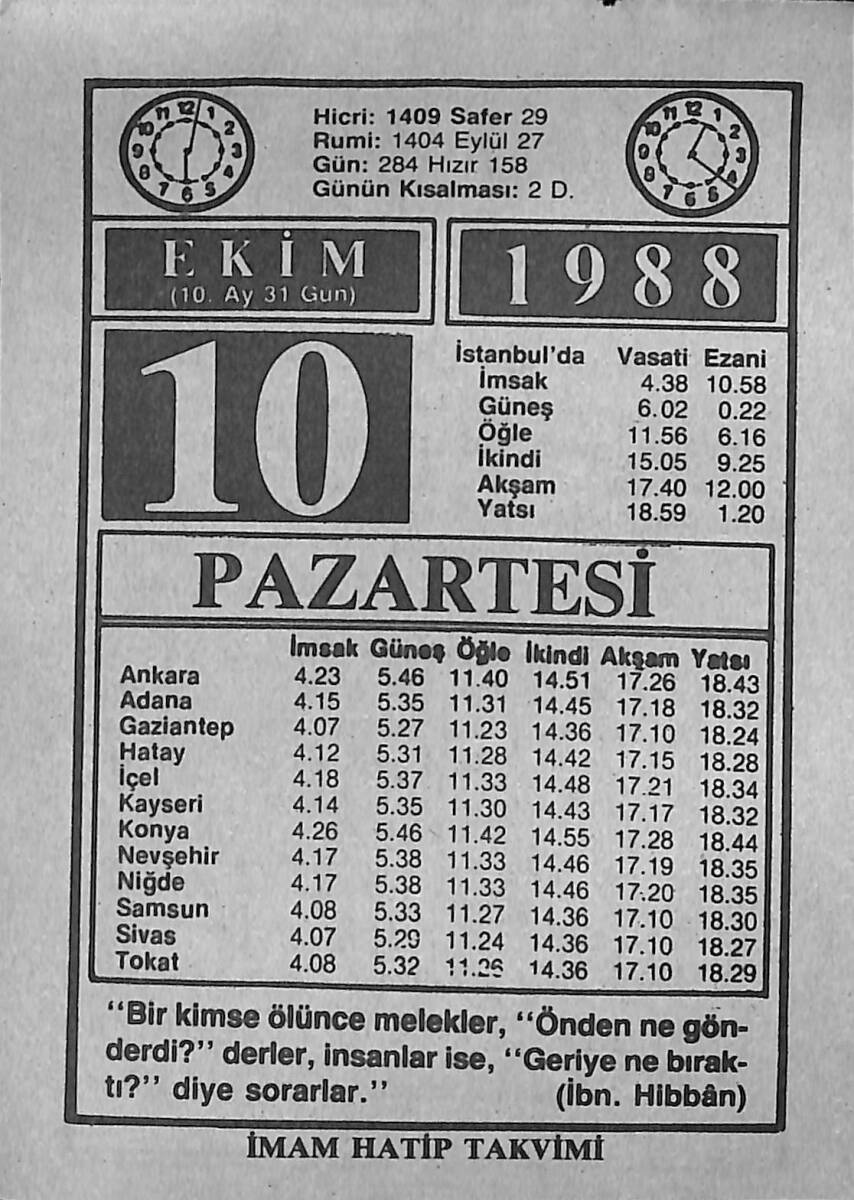 Hicri: 1409 Safer 29
Rumi: 1404 Eylül 27
Gün: 284 Hızır 158
Günün Kısalması: 2 D.
EKİM
(10. Ay 31 Gün)
1988
10
İstanbul'da Vasati Ezani
İmsak 4.38 10.58
Güneş 6.02 0.22
Öğle 11.56 6.16
İkindi 15.05 9.25
Akşam 17.40 12.00
Yatsı 18.59 1.20
PAZARTESİ
İmsak Güneş Öğle İkindi Akşam Yatsı
Ankara 4.23 5.46 11.40 14.51 17.26 18.43
Adana 4.15 5.35 11.31 14.45 17.18 18.32
Gaziantep 4.07 5.27 11.23 14.36 17.10 18.24
Hatay 4.12 5.31 11.28 14.42 17.15 18.28
İçel 4.18 5.37 11.33 14.48 17.21 18.34
Kayseri 4.14 5.35 11.30 14.43 17.17 18.32
Konya 4.26 5.46 11.42 14.55 17.28 18.44
Nevşehir 4.17 5.38 11.33 14.46 17.19 18.35
Niğde 4.17 5.38 11.33 14.46 17.20 18.35
Samsun 4.08 5.33 11.27 14.36 17.10 18.30
Sivas 4.07 5.29 11.24 14.36 17.10 18.27
Tokat 4.08 5.32 11.26 14.36 17.10 18.29
"Bir kimse ölünce melekler, "Önden ne gön-
derdi?" derler, insanlar ise, "Geriye ne bırak-
tı?" diye sorarlar." (İbn. Hibbân)
İMAM HATİP TAKVİMİ